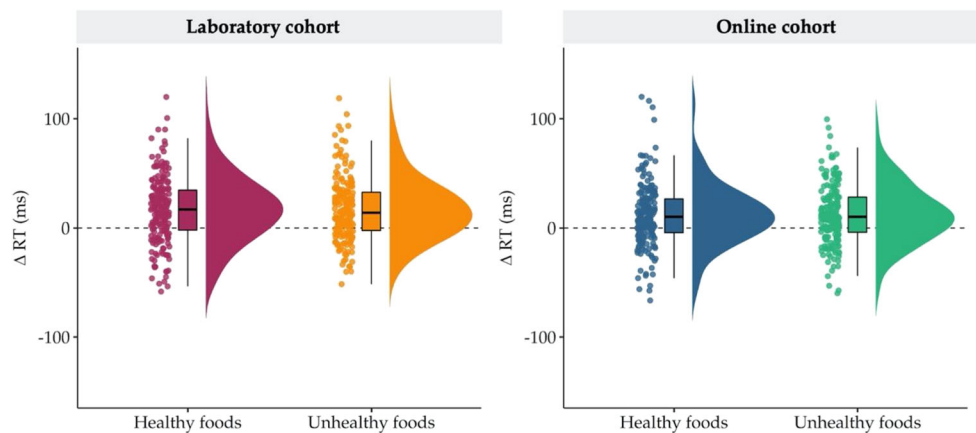 Laboratory cohort
Δ RT (ms)
100
0
-100
Healthy foods Unhealthy foods
Online cohort
Δ RT (ms)
100
0
-100
Healthy foods Unhealthy foods